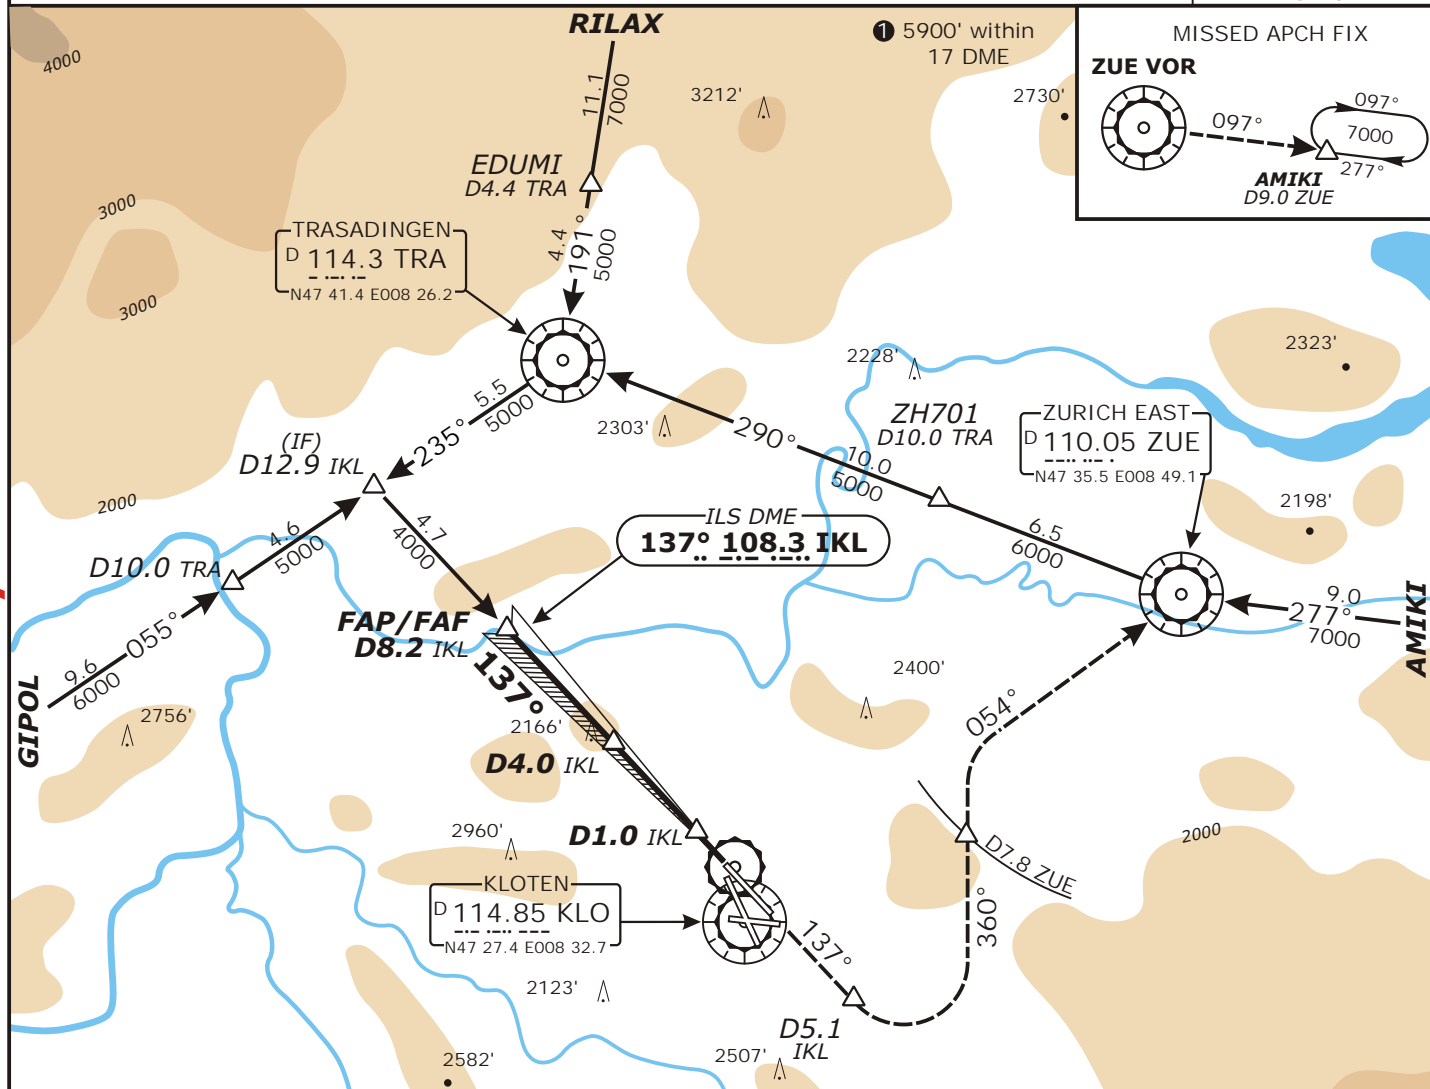 RILAX
❶ 5900' within
17 DME
MISSED APCH FIX
ZUE VOR
097°
097°
7000
277°
AMIKI
D9.0 ZUE
4000
11.1
7000
3212'
2730'
EDUMI
D4.4 TRA
3000
4.4
191°
5000
TRASADINGEN
D 114.3 TRA
N47 41.4 E008 26.2
3000
2323'
2228'
5.5
5000
235°
2303'
290°
ZH701
D10.0 TRA
10.0
5000
ZURICH EAST
D 110.05 ZUE
N47 35.5 E008 49.1
(IF)
D12.9 IKL
2000
2198'
4.6
5000
4.7
4000
ILS DME
137° 108.3 IKL
6.5
6000
D10.0 TRA
9.0
277°
7000
AMIKI
055°
9.6
6000
GIPOL
FAP/FAF
D8.2 IKL
137°
2400'
2756'
2166'
054°
D4.0 IKL
2960'
D1.0 IKL
D7.8 ZUE
2000
KLOTEN
D 114.85 KLO
N47 27.4 E008 32.7
137°
360°
2123'
D5.1
IKL
2582'
2507'